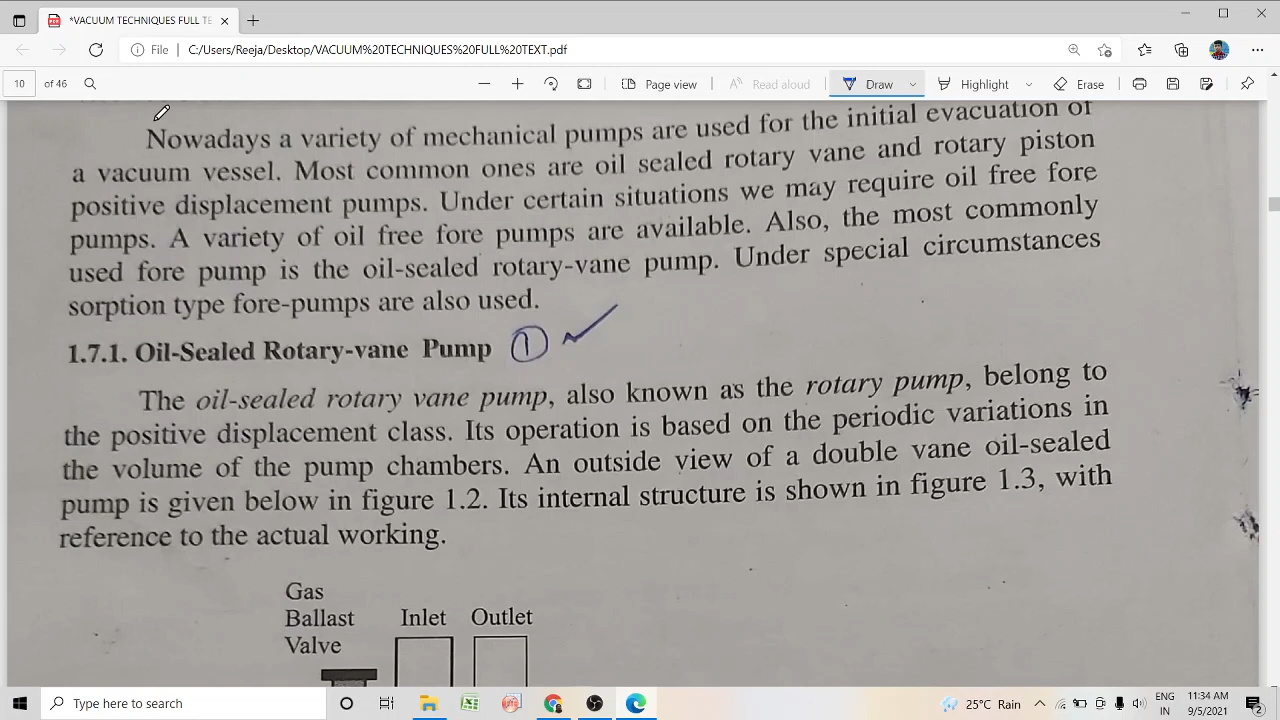 *VACUUM TECHNIQUES FULL TE
File
C:/Users/Reeja/Desktop/VACUUM%20TECHNIQUES%20FULL%20TEXT.pdf
10 of 46
Page view
Read aloud
Draw
Highlight
Erase
Nowadays a variety of mechanical pumps are used for the initial evacuation of
a vacuum vessel. Most common ones are oil sealed rotary vane and rotary piston
positive displacement pumps. Under certain situations we may require oil free fore
pumps. A variety of oil free fore pumps are available. Also, the most commonly
used fore pump is the oil-sealed rotary-vane pump. Under special circumstances
sorption type fore-pumps are also used.
1.7.1. Oil-Sealed Rotary-vane Pump 1
The oil-sealed rotary vane pump, also known as the rotary pump, belong to
the positive displacement class. Its operation is based on the periodic variations in
the volume of the pump chambers. An outside view of a double vane oil-sealed
pump is given below in figure 1.2. Its internal structure is shown in figure 1.3, with
reference to the actual working.
Gas
Ballast
Valve
Inlet
Outlet
Type here to search
25°C Rain
ENG
IN
11:34 AM
9/5/2021
2